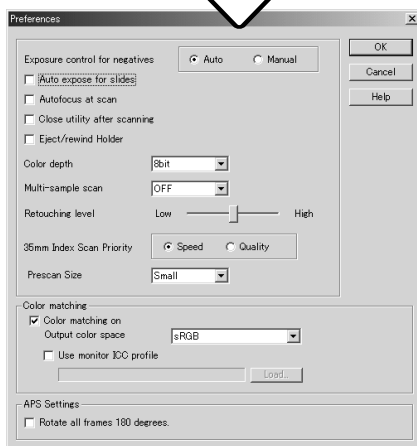 Preferences
OK
Exposure control for negatives Auto Manual
Cancel
Auto expose for slides
Help
Autofocus at scan
Close utility after scanning
Eject/rewind Holder
Color depth 8bit
Multi-sample scan OFF
Retouching level Low High
35mm Index Scan Priority Speed Quality
Prescan Size Small
Color matching
Color matching on
Output color space sRGB
Use monitor ICC profile
Load..
APS Settings
Rotate all frames 180 degrees.